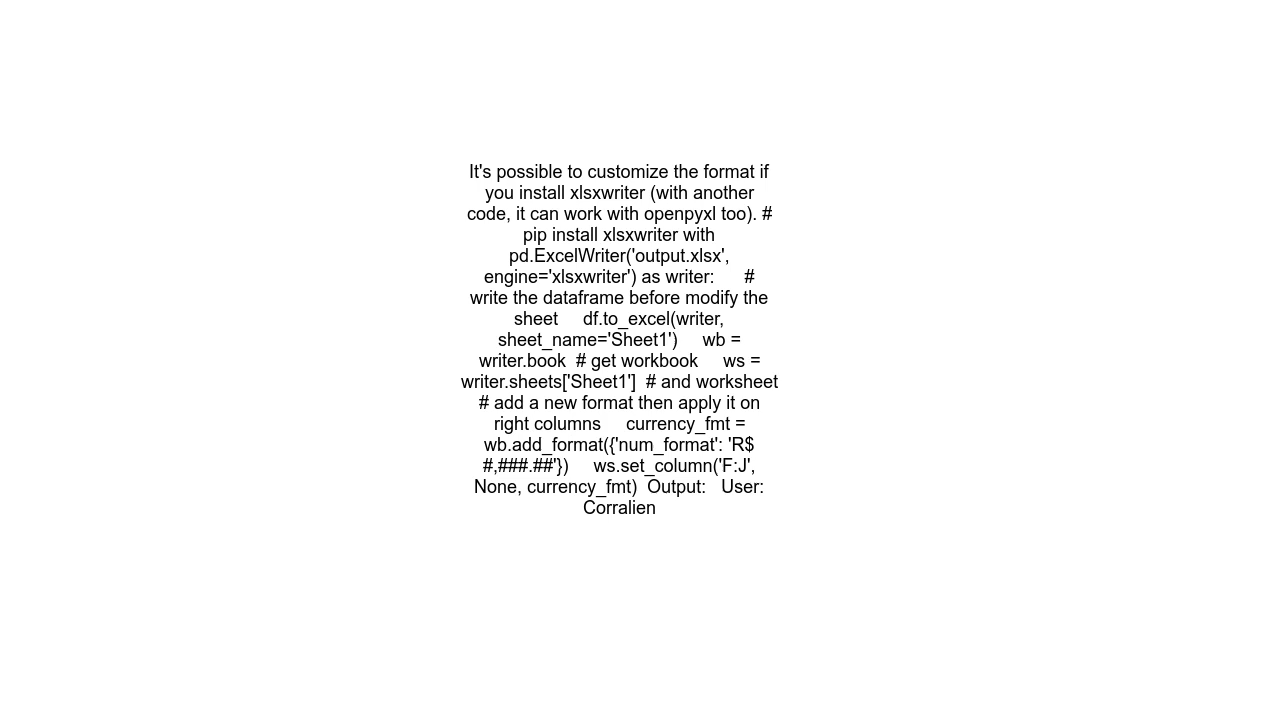 It's possible to customize the format if
you install xlsxwriter (with another
code, it can work with openpyxl too). #
pip install xlsxwriter with
pd.ExcelWriter('output.xlsx',
engine='xlsxwriter') as writer:      #
write the dataframe before modify the
sheet     df.to_excel(writer,
sheet_name='Sheet1')     wb =
writer.book  # get workbook     ws =
writer.sheets['Sheet1']  # and worksheet
# add a new format then apply it on
right columns     currency_fmt =
wb.add_format({'num_format': 'R$
#,###.##'})     ws.set_column('F:J',
None, currency_fmt)  Output:   User:
Corralien